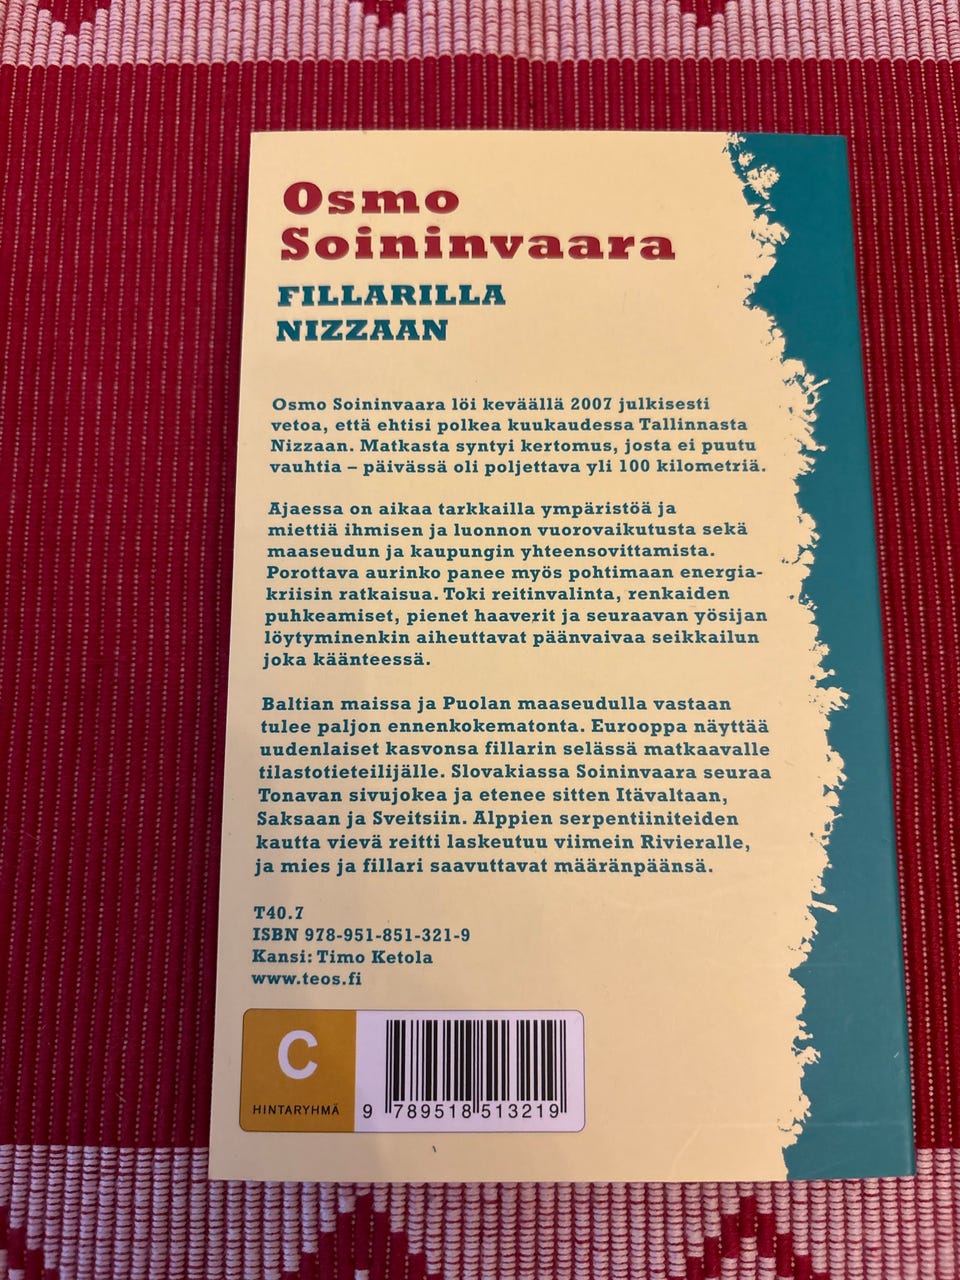 Osmo
Soininvaara
FILLARILLA
NIZZAAN
Osmo Soininvaara löi keväällä 2007 julkisesti
vetoa, että ehtisi polkea kuukaudessa Tallinnasta
Nizzaan. Matkasta syntyi kertomus, josta ei puutu
vauhtia – päivässä oli poljettava yli 100 kilometriä.
Ajaessa on aikaa tarkkailla ympäristöä ja
miettiä ihmisen ja luonnon vuorovaikutusta sekä
maaseudun ja kaupungin yhteensovittamista.
Porottava aurinko panee myös pohtimaan energia-
kriisin ratkaisua. Toki reitinvalinta, renkaiden
puhkeamiset, pienet haaverit ja seuraavan yösijan
löytyminenkin aiheuttavat päänvaivaa seikkailun
joka käänteessä.
Baltian maissa ja Puolan maaseudulla vastaan
tulee paljon ennenkokematonta. Eurooppa näyttää
uudenlaiset kasvonsa fillarin selässä matkaavalle
tilastotieteilijälle. Slovakiassa Soininvaara seuraa
Tonavan sivujokea ja etenee sitten Itävaltaan,
Saksaan ja Sveitsiin. Alppien serpentiiniteiden
kautta vievä reitti laskeutuu viimein Rivieralle,
ja mies ja fillari saavuttavat määränpäänsä.
T40.7
ISBN 978-951-851-321-9
Kansi: Timo Ketola
www.teos.fi
C
HINTARYHMÄ
9 789518 513219